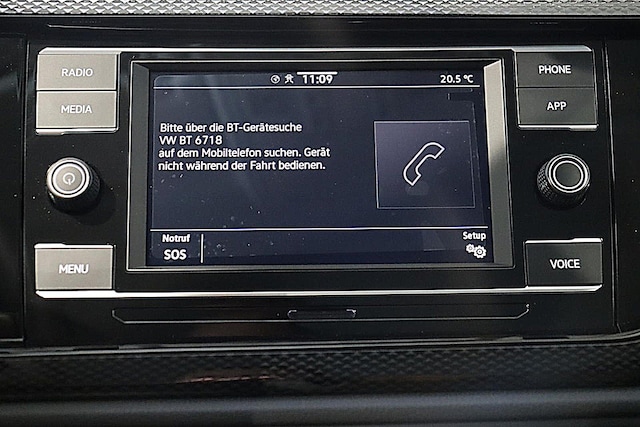 RADIO
MEDIA
MENU
PHONE
APP
VOICE
11:09
20.5 °C
Bitte über die BT-Gerätesuche
VW BT 6718
auf dem Mobiltelefon suchen. Gerät
nicht während der Fahrt bedienen.
Notruf
SOS
Setup